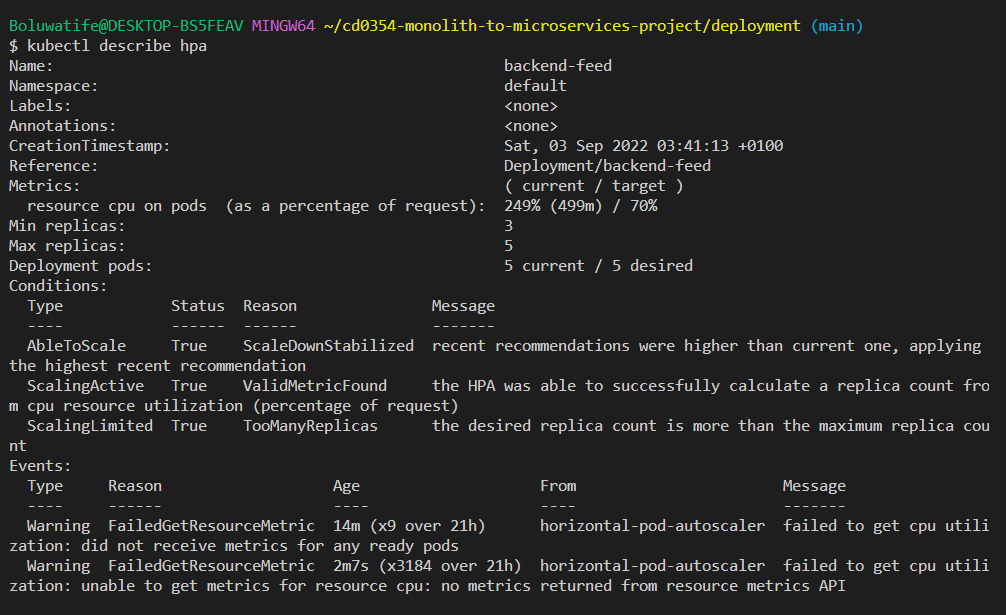 Boluwatife@DESKTOP-BS5FEAV MINGW64 ~/cd0354-monolith-to-microservices-project/deployment (main)
$ kubectl describe hpa
Name:                                                  backend-feed
Namespace:                                             default
Labels:                                                <none>
Annotations:                                           <none>
CreationTimestamp:                                     Sat, 03 Sep 2022 03:41:13 +0100
Reference:                                             Deployment/backend-feed
Metrics:                                               ( current / target )
  resource cpu on pods  (as a percentage of request):  249% (499m) / 70%
Min replicas:                                          3
Max replicas:                                          5
Deployment pods:                                       5 current / 5 desired
Conditions:
  Type            Status  Reason               Message
  ----            ------  ------               -------
  AbleToScale     True    ScaleDownStabilized  recent recommendations were higher than current one, applying
the highest recent recommendation
  ScalingActive   True    ValidMetricFound     the HPA was able to successfully calculate a replica count fro
m cpu resource utilization (percentage of request)
  ScalingLimited  True    TooManyReplicas      the desired replica count is more than the maximum replica cou
nt
Events:
  Type     Reason                   Age                    From                       Message
  ----     ------                   ----                   ----                       -------
  Warning  FailedGetResourceMetric  14m (x9 over 21h)      horizontal-pod-autoscaler  failed to get cpu utili
zation: did not receive metrics for any ready pods
  Warning  FailedGetResourceMetric  2m7s (x3184 over 21h)  horizontal-pod-autoscaler  failed to get cpu utili
zation: unable to get metrics for resource cpu: no metrics returned from resource metrics API